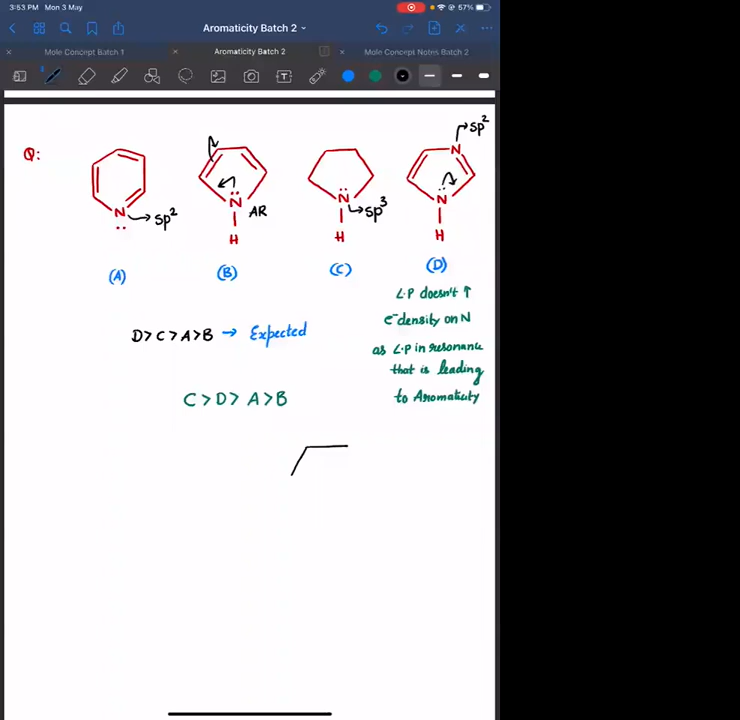 3:53 PM Mon 3 May
57%
Aromaticity Batch 2
Mole Concept Batch 1
Aromaticity Batch 2
Mole Concept Notes Batch 2
Q:
N
sp²
(A)
N
AR
H
(B)
N
sp³
H
(C)
N
sp²
N
H
(D)
D > C > A > B → Expected
C > D > A > B
L.P doesn't ↑
e⁻density on N
as L.P in resonance
that is leading
to Aromaticity